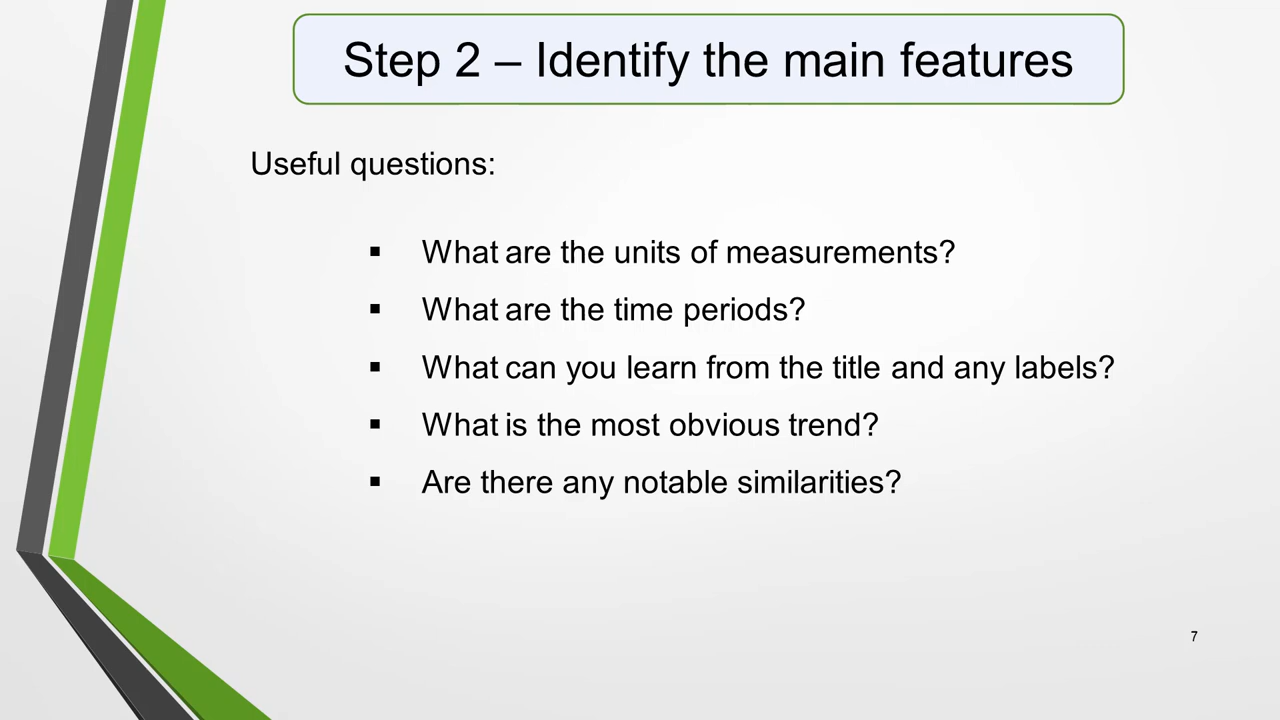 Step 2 – Identify the main features
Useful questions:
▪ What are the units of measurements?
▪ What are the time periods?
▪ What can you learn from the title and any labels?
▪ What is the most obvious trend?
▪ Are there any notable similarities?
7